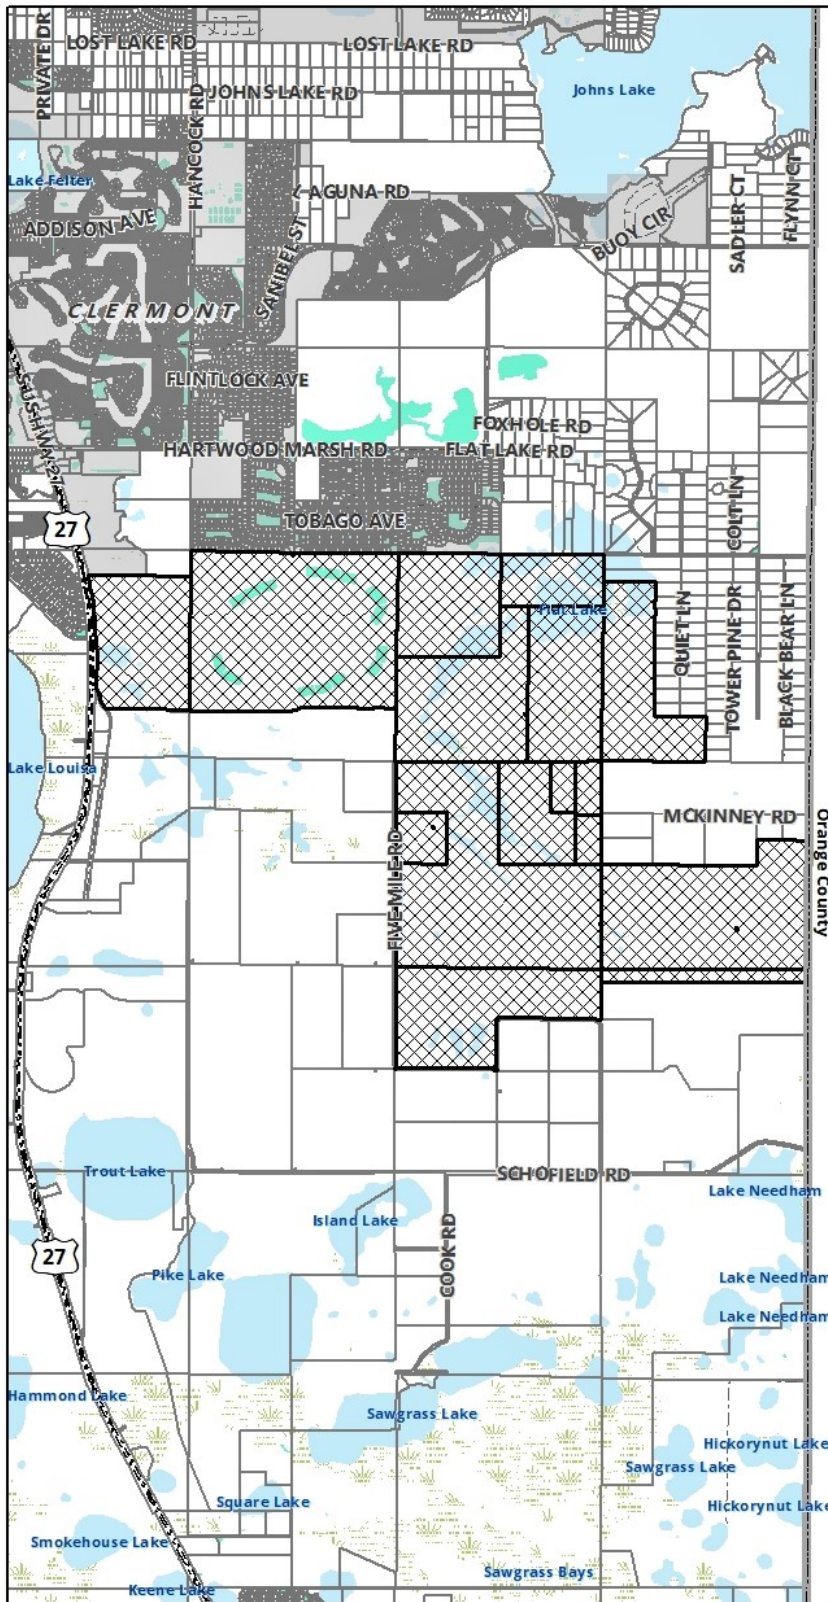 PRIVATE DR
LOST LAKE RD
LOST LAKE RD
JOHNS LAKE RD
HANCOCK RD
Johns Lake
Lake Felter
LAGUNA RD
ADDISON AVE
SANIBEL ST
BUOY CIR
SADLER CT
FLYNN CT
CLERMONT
FLINTLOCK AVE
FOXHOLE RD
HARTWOOD MARSH RD
FLAT LAKE RD
US HWY 27
27
TOBAGO AVE
COLT LN
Flat Lake
QUIET LN
TOWER PINE DR
BLACK BEAR LN
Lake Louisa
MCKINNEY RD
Orange County
FIVE MILE RD
Trout Lake
SCHOFIELD RD
Lake Needham
Island Lake
COOK RD
27
Pike Lake
Lake Needham
Lake Needham
Hammond Lake
Sawgrass Lake
Hickorynut Lake
Sawgrass Lake
Square Lake
Hickorynut Lake
Smokehouse Lake
Sawgrass Bays
Keene Lake